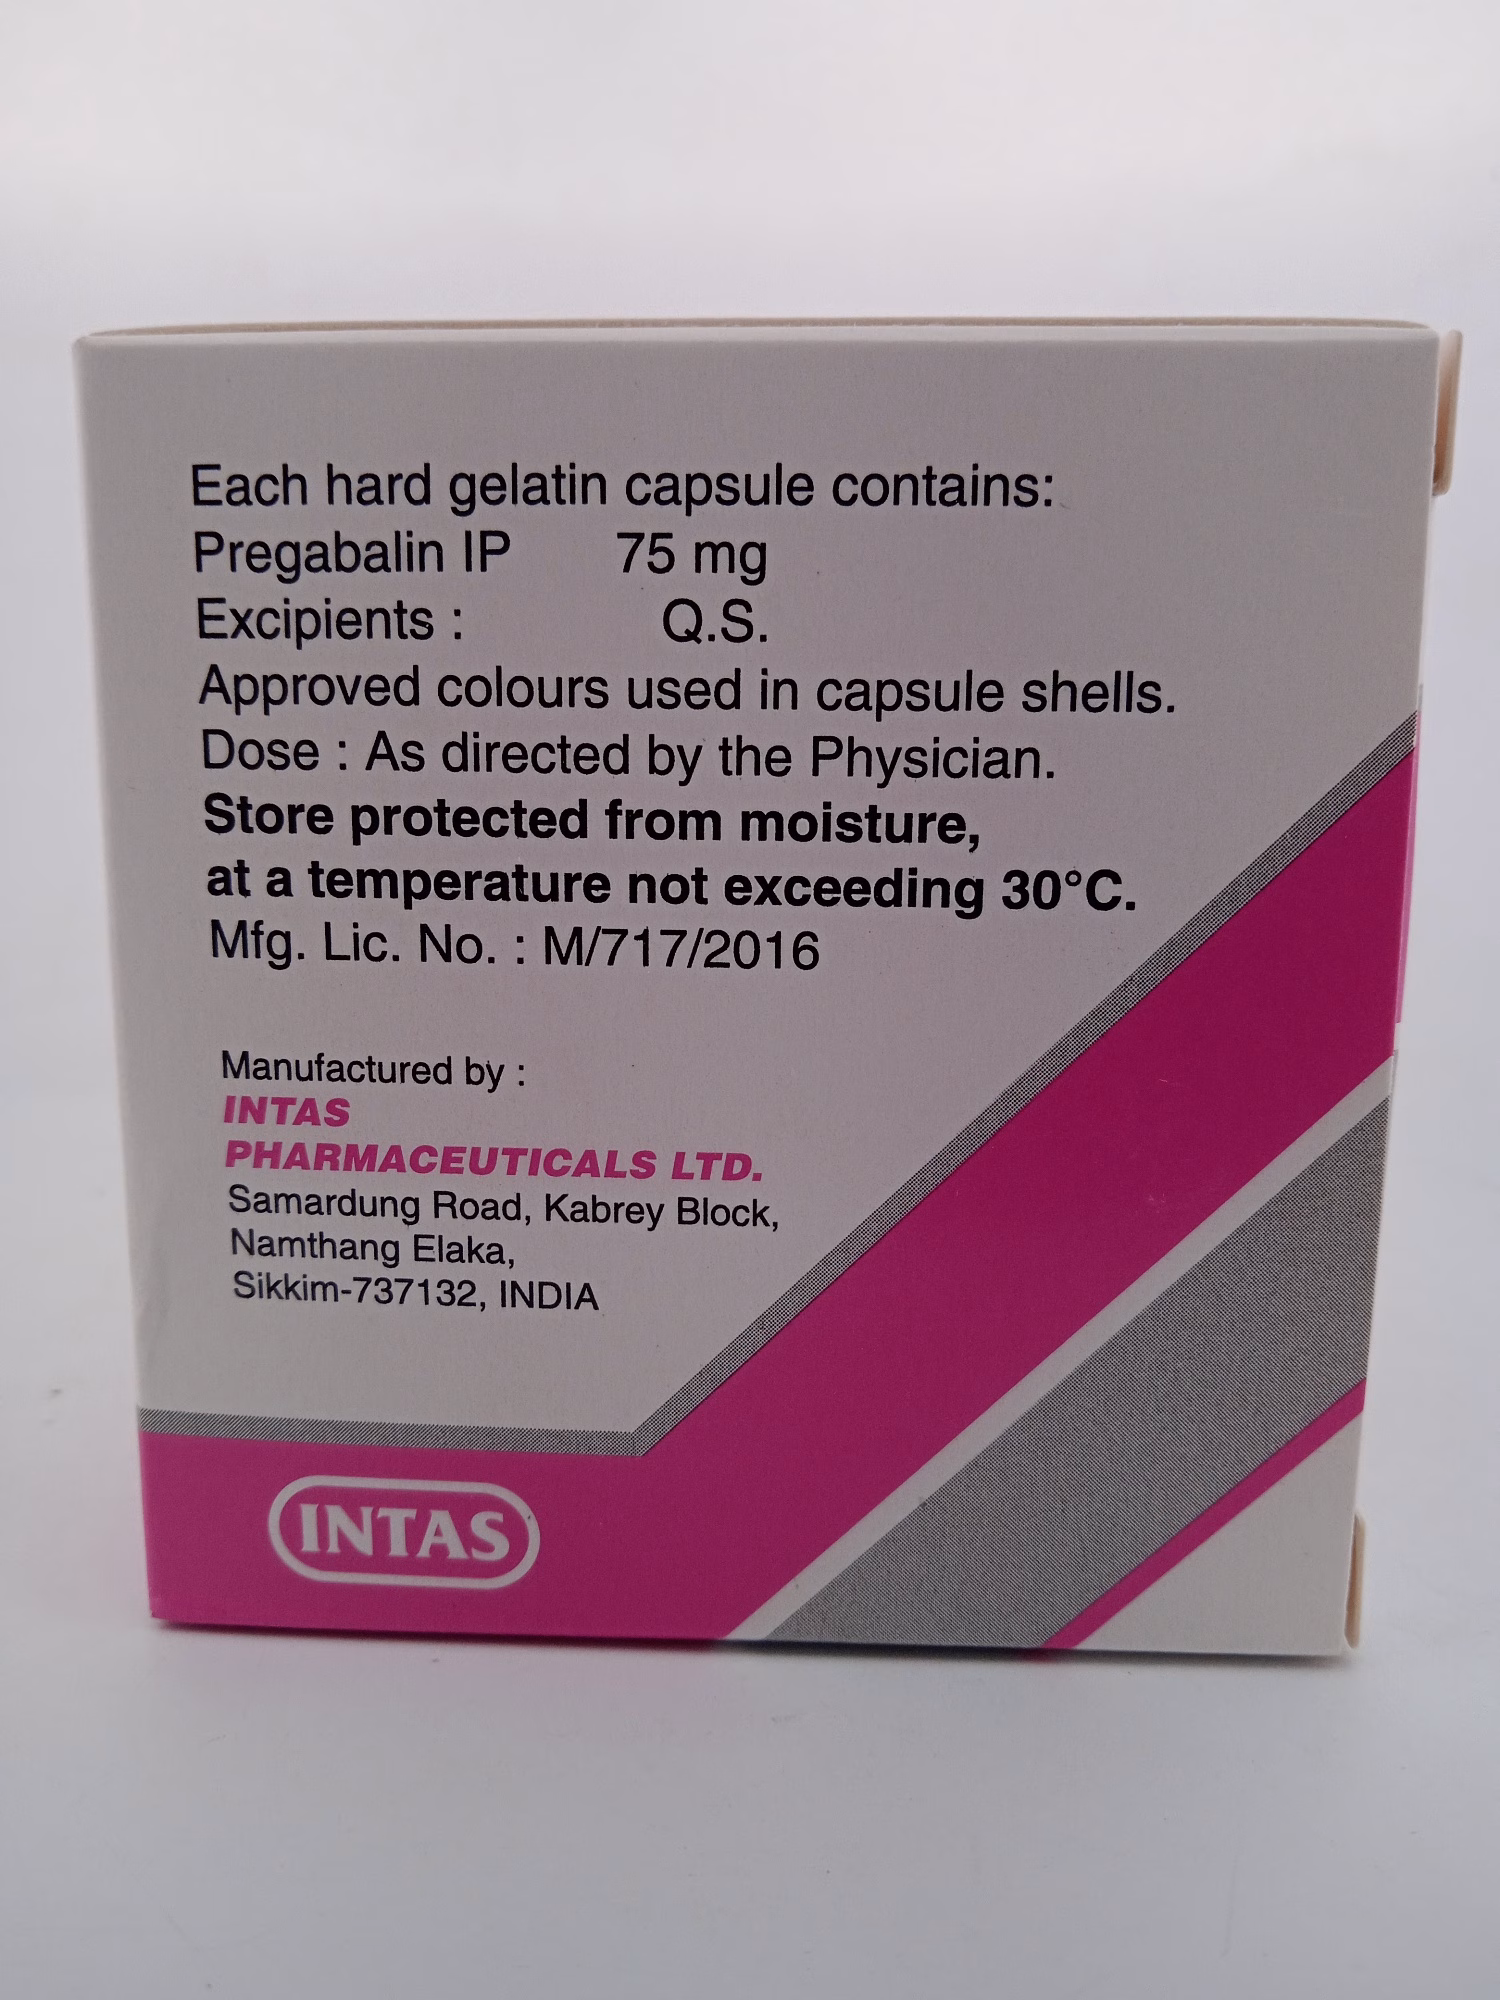 Each hard gelatin capsule contains:
Pregabalin IP 75 mg
Excipients : Q.S.
Approved colours used in capsule shells.
Dose : As directed by the Physician.
Store protected from moisture,
at a temperature not exceeding 30°C.
Mfg. Lic. No. : M/717/2016
Manufactured by :
INTAS
PHARMACEUTICALS LTD.
Samardung Road, Kabrey Block,
Namthang Elaka,
Sikkim-737132, INDIA
INTAS